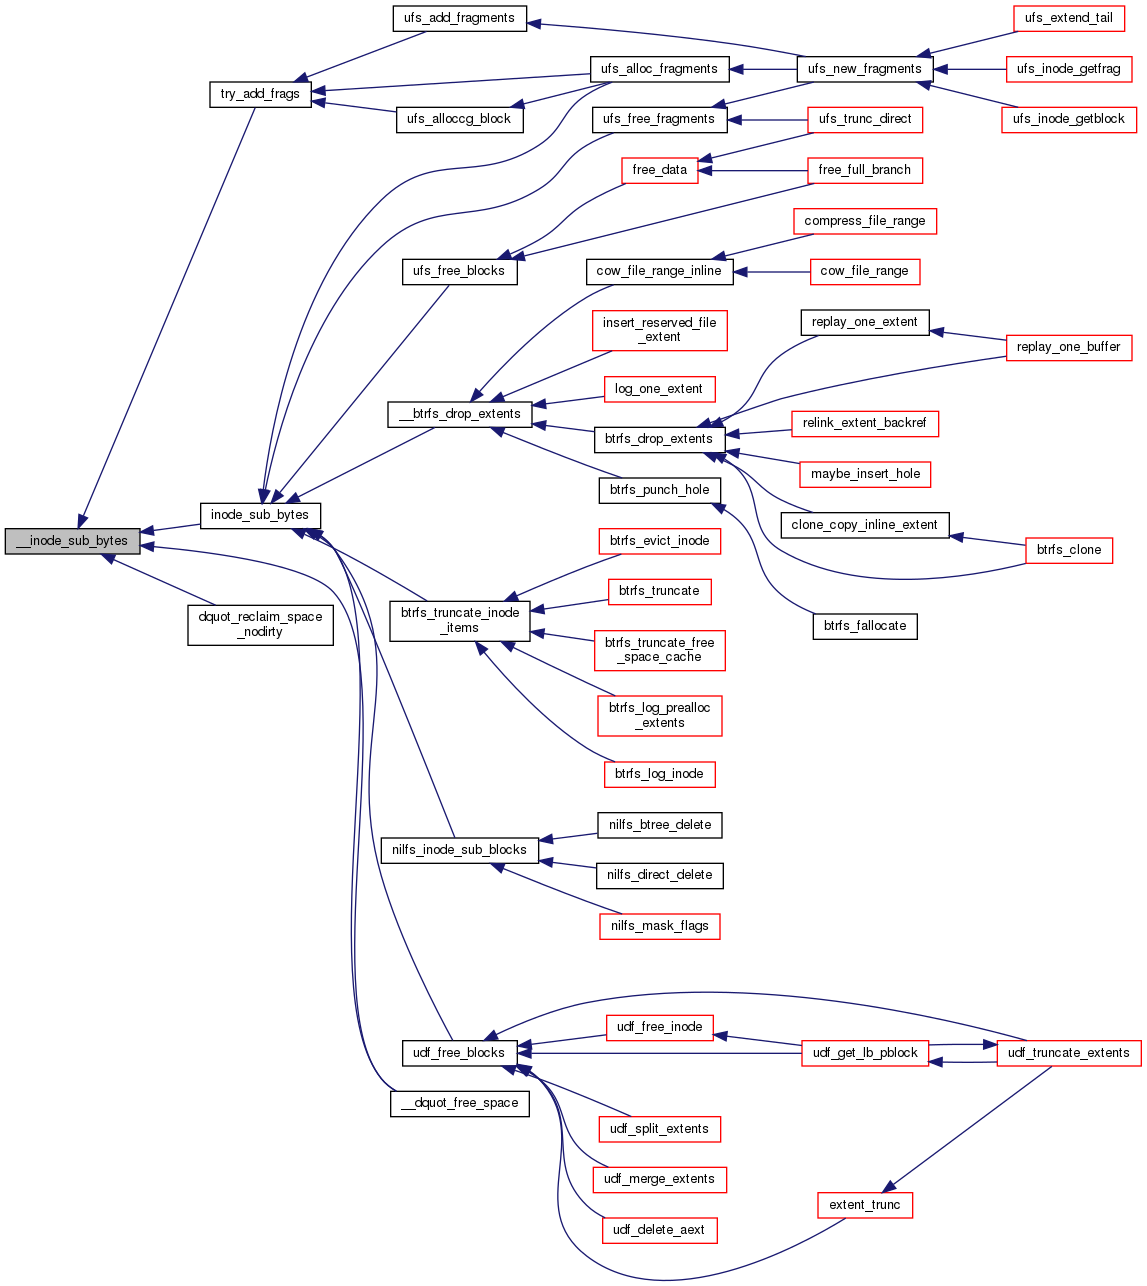 ufs_add_fragments
ufs_extend_tail
ufs_alloc_fragments
ufs_new_fragments
ufs_inode_getfrag
try_add_frags
ufs_alloccg_block
ufs_free_fragments
ufs_trunc_direct
ufs_inode_getblock
free_data
free_full_branch
compress_file_range
ufs_free_blocks
cow_file_range_inline
cow_file_range
insert_reserved_file
_extent
replay_one_extent
replay_one_buffer
log_one_extent
__btrfs_drop_extents
btrfs_drop_extents
relink_extent_backref
maybe_insert_hole
btrfs_punch_hole
inode_sub_bytes
clone_copy_inline_extent
__inode_sub_bytes
btrfs_evict_inode
btrfs_clone
btrfs_truncate
dquot_reclaim_space
_nodirty
btrfs_truncate_inode
_items
btrfs_fallocate
btrfs_truncate_free
_space_cache
btrfs_log_prealloc
_extents
btrfs_log_inode
nilfs_btree_delete
nilfs_inode_sub_blocks
nilfs_direct_delete
nilfs_mask_flags
udf_free_inode
udf_free_blocks
udf_get_lb_pblock
udf_truncate_extents
__dquot_free_space
udf_split_extents
udf_merge_extents
extent_trunc
udf_delete_aext